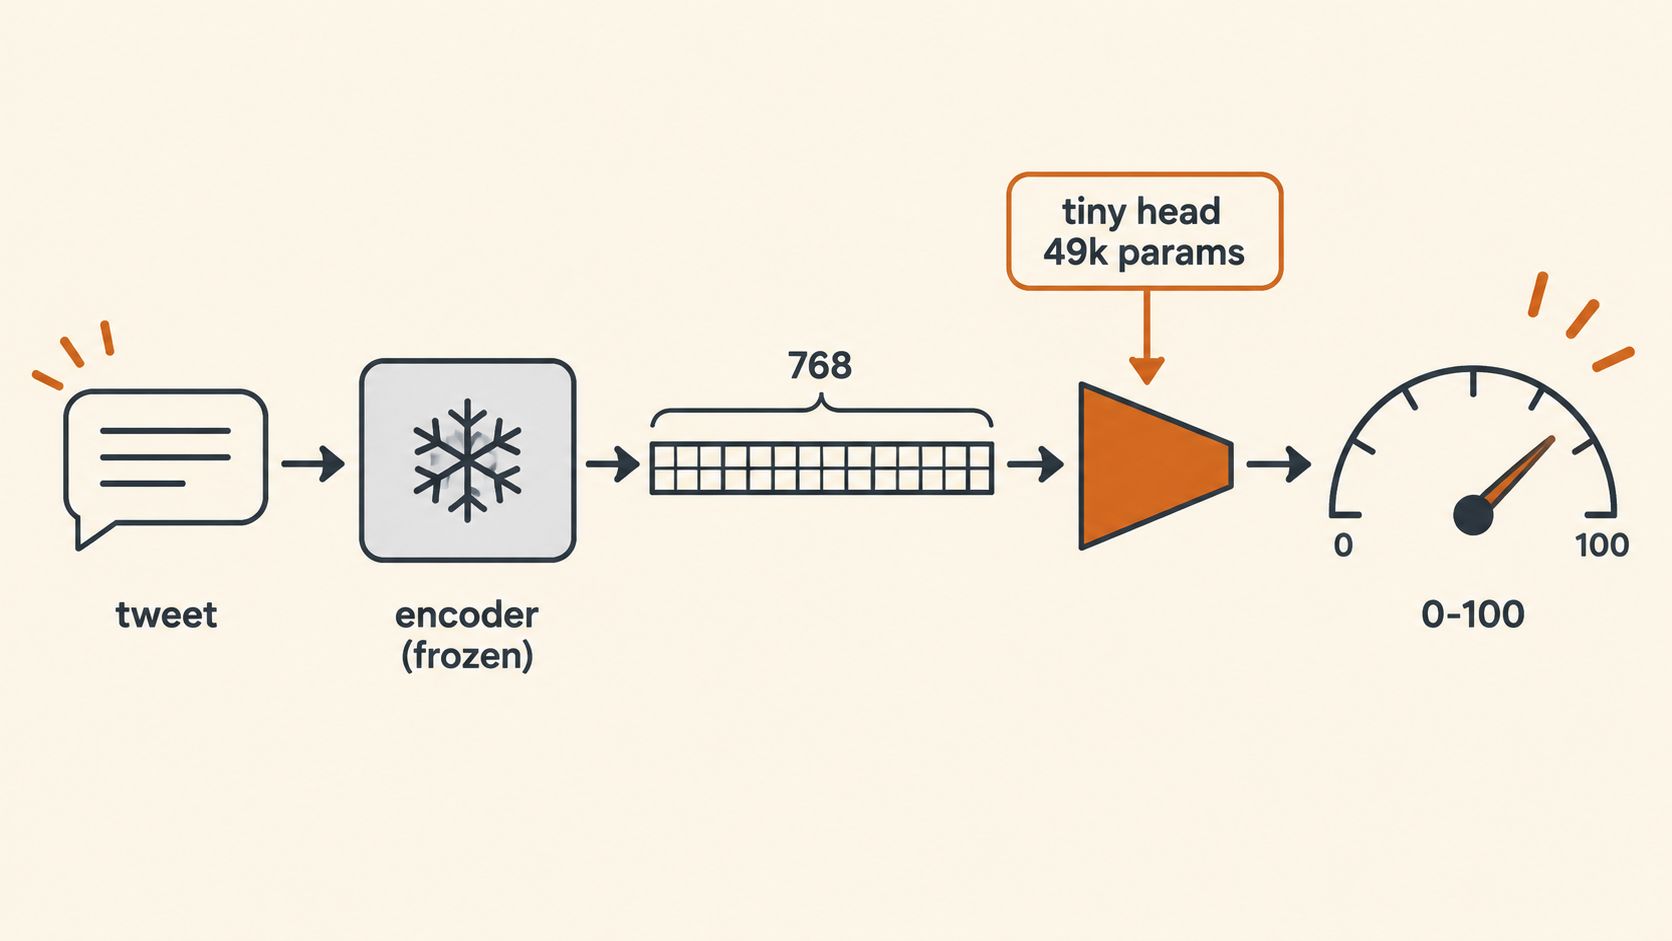 tiny head
49k params
768
0
100
tweet
encoder
(frozen)
0-100